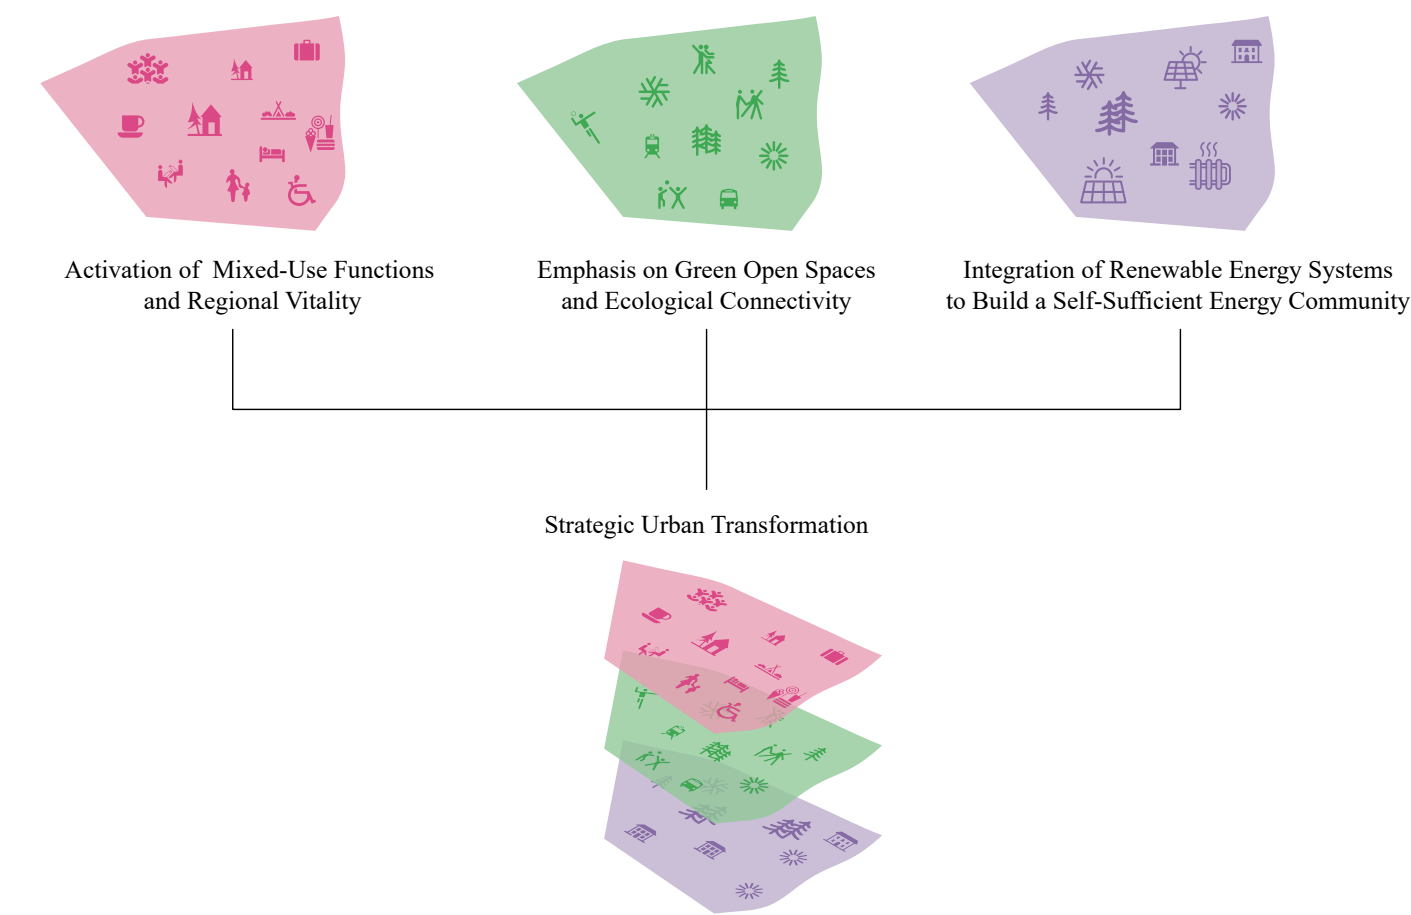 Activation of  Mixed-Use Functions
and Regional Vitality
Emphasis on Green Open Spaces
and Ecological Connectivity
Integration of Renewable Energy Systems
to Build a Self-Sufficient Energy Community
Strategic Urban Transformation